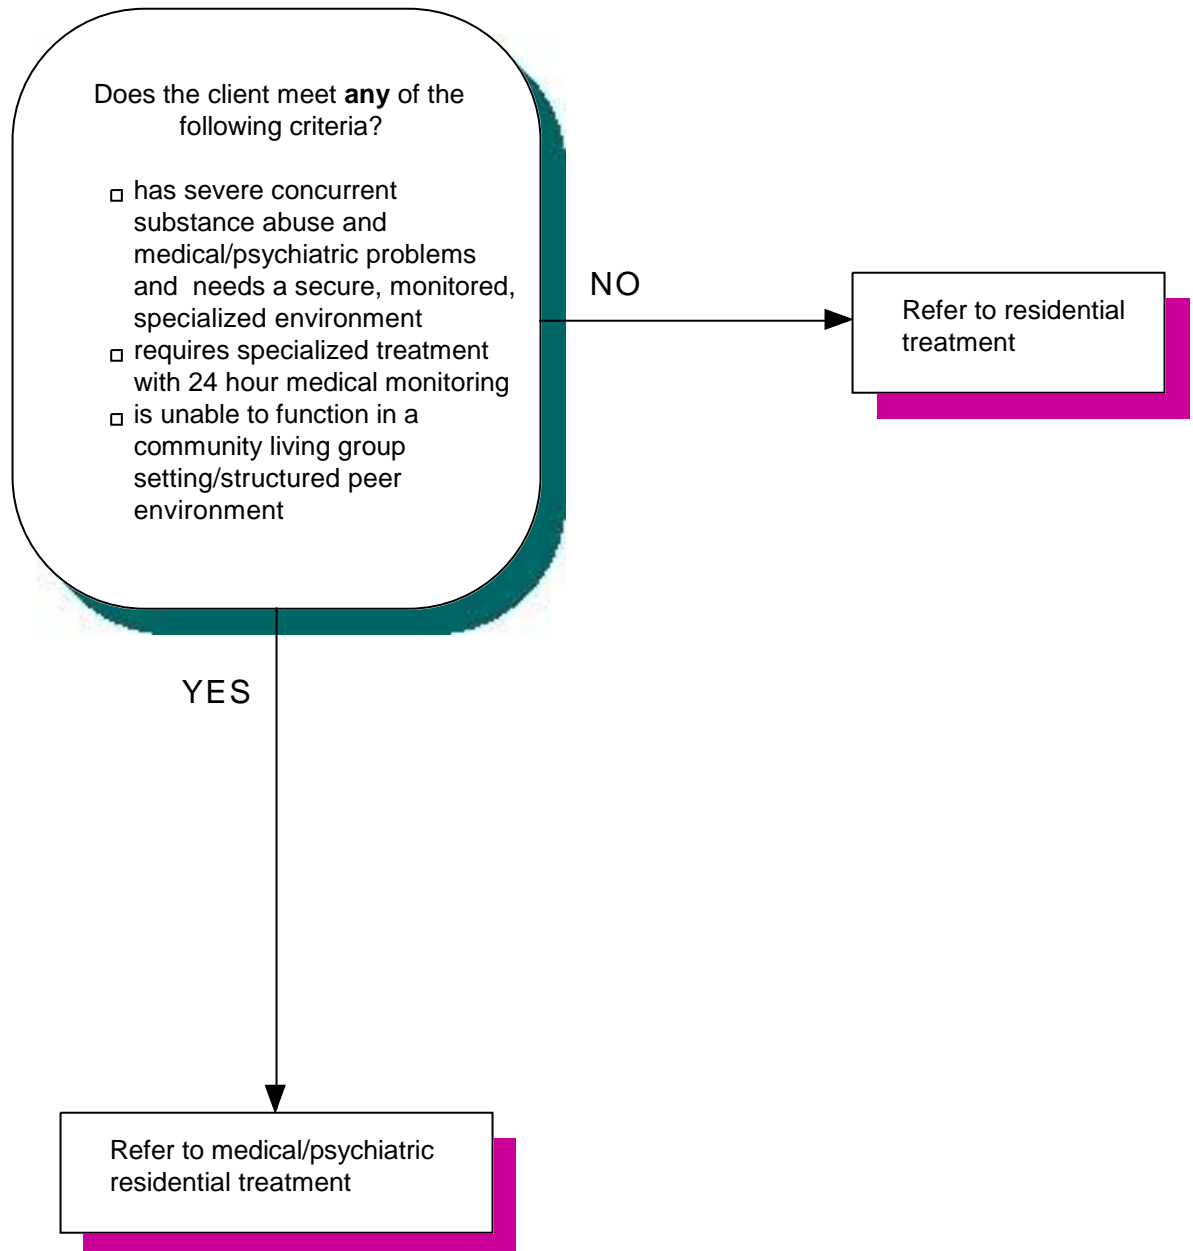 Does the client meet any of the
following criteria?
has severe concurrent
substance abuse and
medical/psychiatric problems
and  needs a secure, monitored,
specialized environment
requires specialized treatment
with 24 hour medical monitoring
is unable to function in a
community living group
setting/structured peer
environment
NO
Refer to residential
treatment
YES
Refer to medical/psychiatric
residential treatment